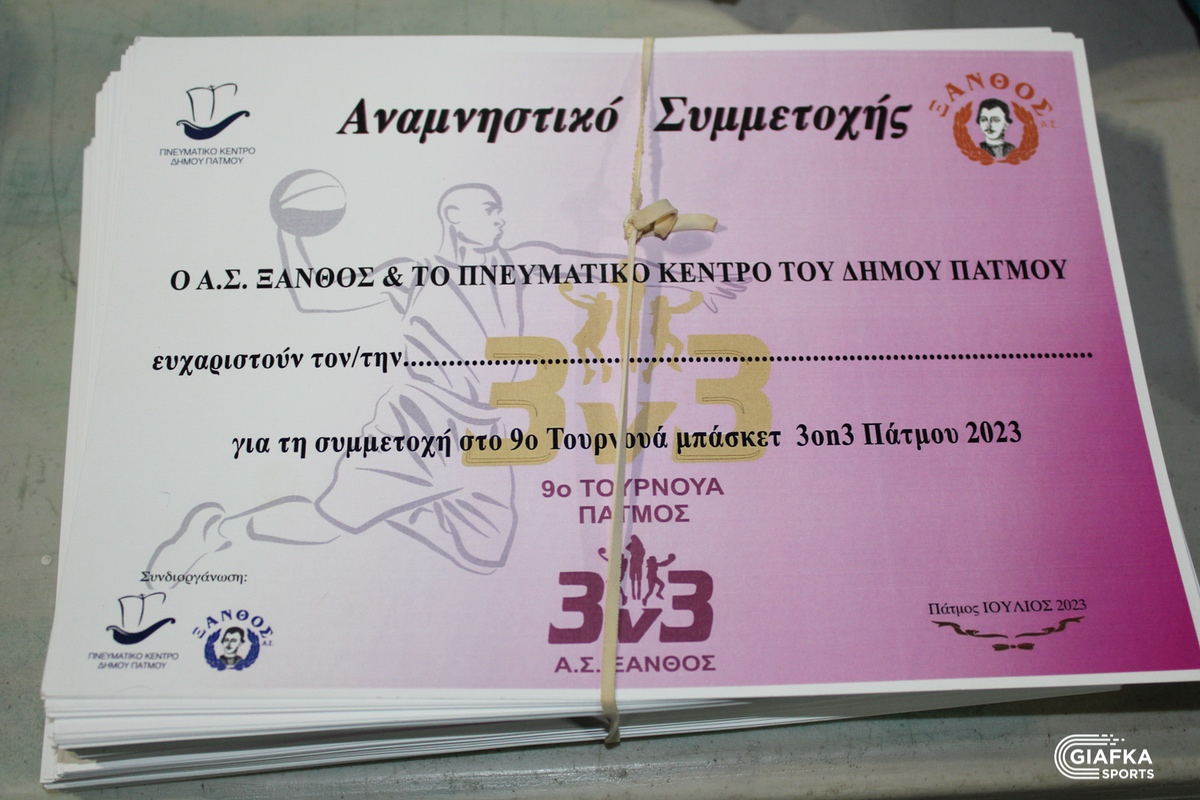 Αναμνηστικό Συμμετοχής
ΠΝΕΥΜΑΤΙΚΟ ΚΕΝΤΡΟ
ΔΗΜΟΥ ΠΑΤΜΟΥ
ΞΑΝΘΟΣ
Α.Σ.
Ο Α.Σ. ΞΑΝΘΟΣ & ΤΟ ΠΝΕΥΜΑΤΙΚΟ ΚΕΝΤΡΟ ΤΟΥ ΔΗΜΟΥ ΠΑΤΜΟΥ
ευχαριστούν τον/την..........................................................................................
3v3
για τη συμμετοχή στο 9ο Τουρνουά μπάσκετ 3on3 Πάτμου 2023
9ο ΤΟΥΡΝΟΥΑ
ΠΑΤΜΟΣ
3v3
Α.Σ. ΞΑΝΘΟΣ
Συνδιοργάνωση:
ΠΝΕΥΜΑΤΙΚΟ ΚΕΝΤΡΟ
ΔΗΜΟΥ ΠΑΤΜΟΥ
ΞΑΝΘΟΣ
Α.Σ.
Πάτμος ΙΟΥΛΙΟΣ 2023
GIAFKA
SPORTS